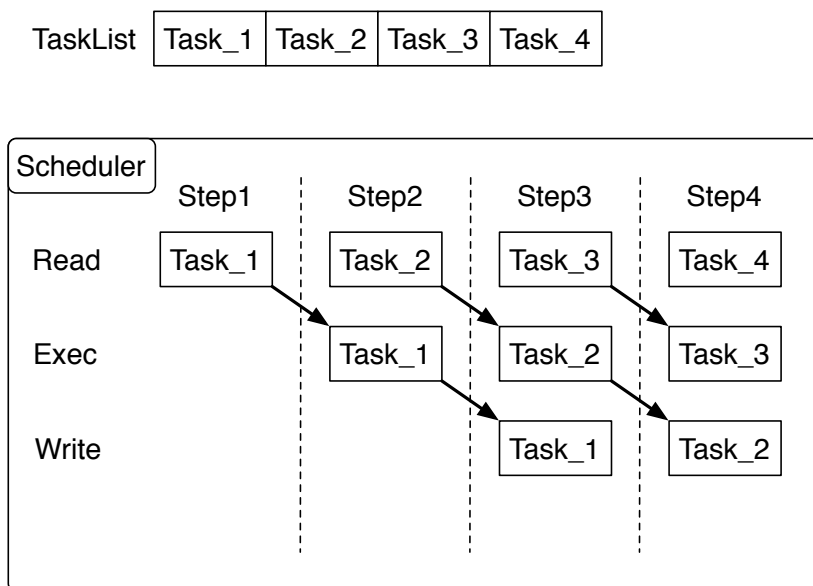 TaskList Task_1 Task_2 Task_3 Task_4
Scheduler
Step1 Step2 Step3 Step4
Read Task_1 Task_2 Task_3 Task_4
Exec Task_1 Task_2 Task_3
Write Task_1 Task_2